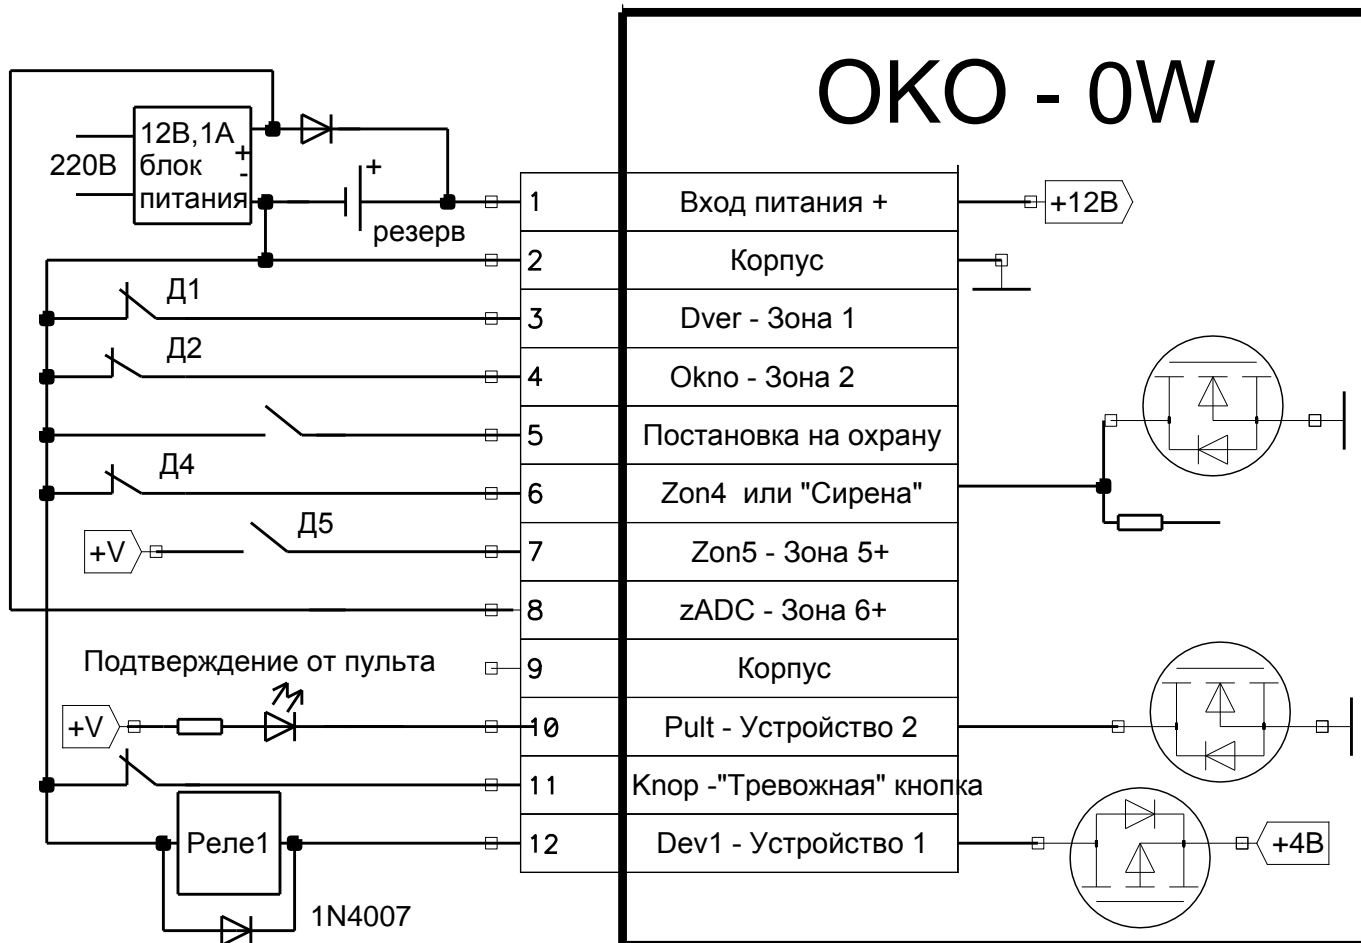 OKO - 0W
12В,1А
220В
блок
питания
+
-
+
резерв
1
Вход питания +
+12В
2
Корпус
Д1
3
Dver - Зона 1
Д2
4
Okno - Зона 2
5
Постановка на охрану
Д4
6
Zon4 или "Сирена"
Д5
+V
7
Zon5 - Зона 5+
8
zADC - Зона 6+
Подтверждение от пульта
9
Корпус
+V
10
Pult - Устройство 2
11
Knop -"Тревожная" кнопка
Реле1
12
Dev1 - Устройство 1
+4В
1N4007